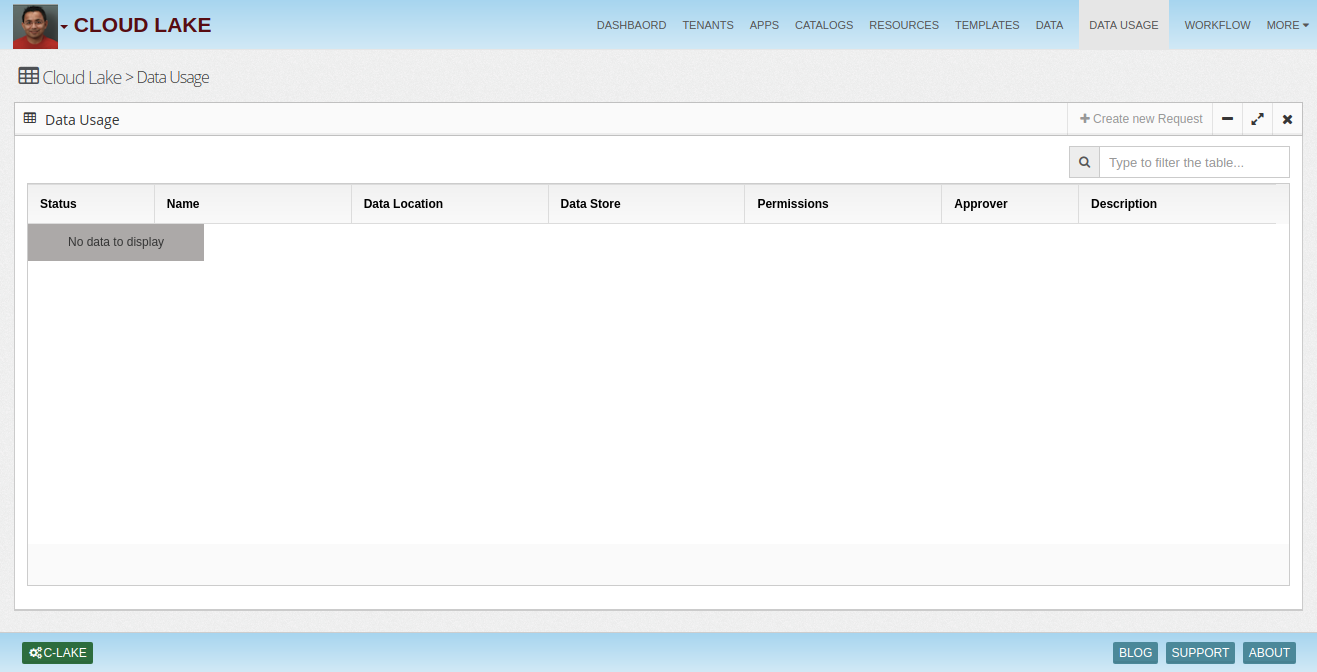 CLOUD LAKE
DASHBAORD TENANTS APPS CATALOGS RESOURCES TEMPLATES DATA DATA USAGE WORKFLOW MORE
Cloud Lake > Data Usage
Data Usage
Create new Request
Type to filter the table...
Status Name Data Location Data Store Permissions Approver Description
No data to display
C-LAKE
BLOG SUPPORT ABOUT